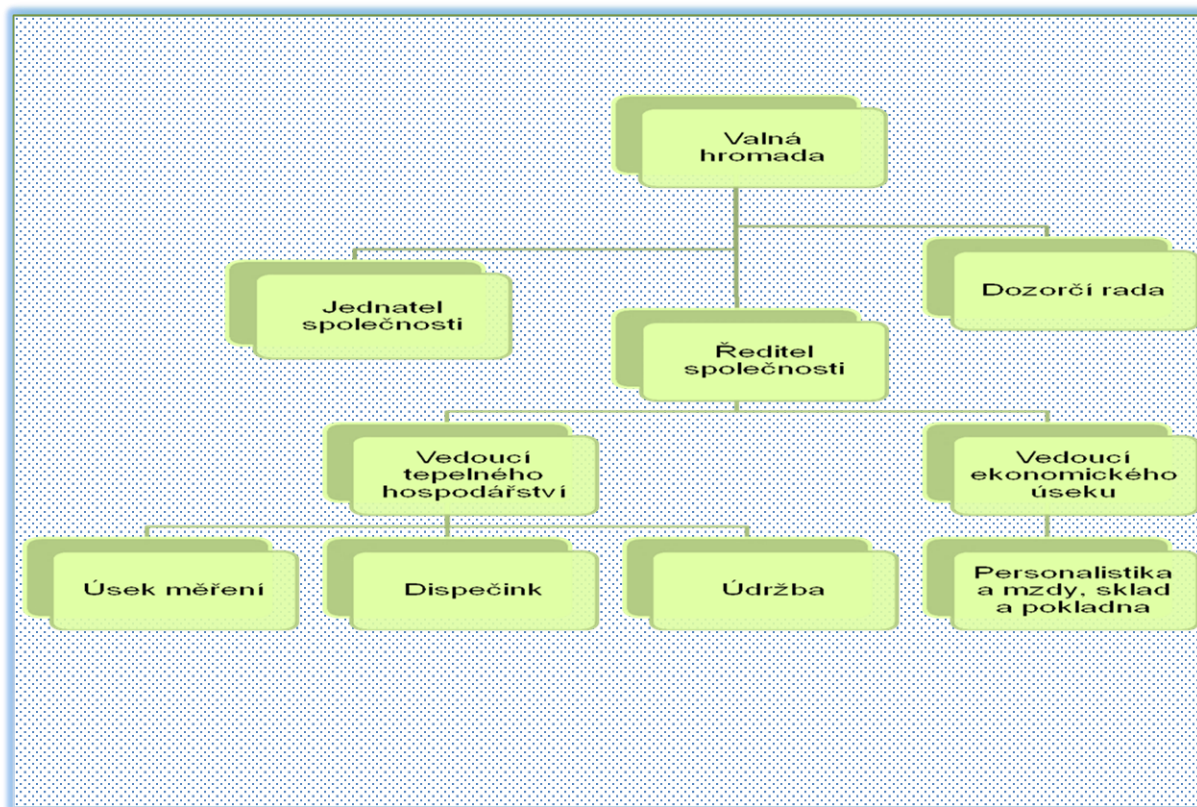 Valná
hromada
Jednatel
společnosti
Dozorčí rada
Ředitel
společnosti
Vedoucí
tepelného
hospodářství
Vedoucí
ekonomického
úseku
Úsek měření
Dispečink
Údržba
Personalistika
a mzdy, sklad
a pokladna